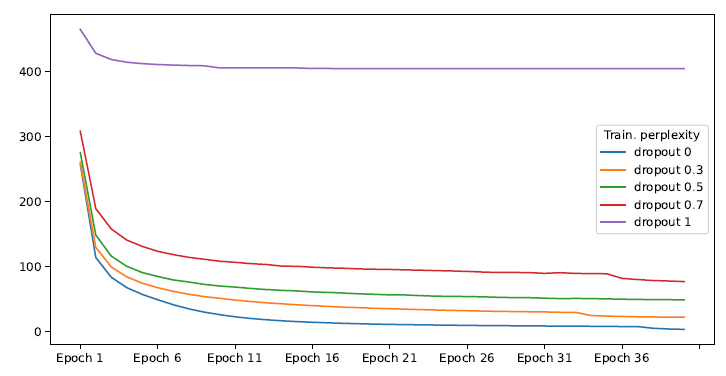 400
300
200
100
0
Train. perplexity
dropout 0
dropout 0.3
dropout 0.5
dropout 0.7
dropout 1
Epoch 1 Epoch 6 Epoch 11 Epoch 16 Epoch 21 Epoch 26 Epoch 31 Epoch 36